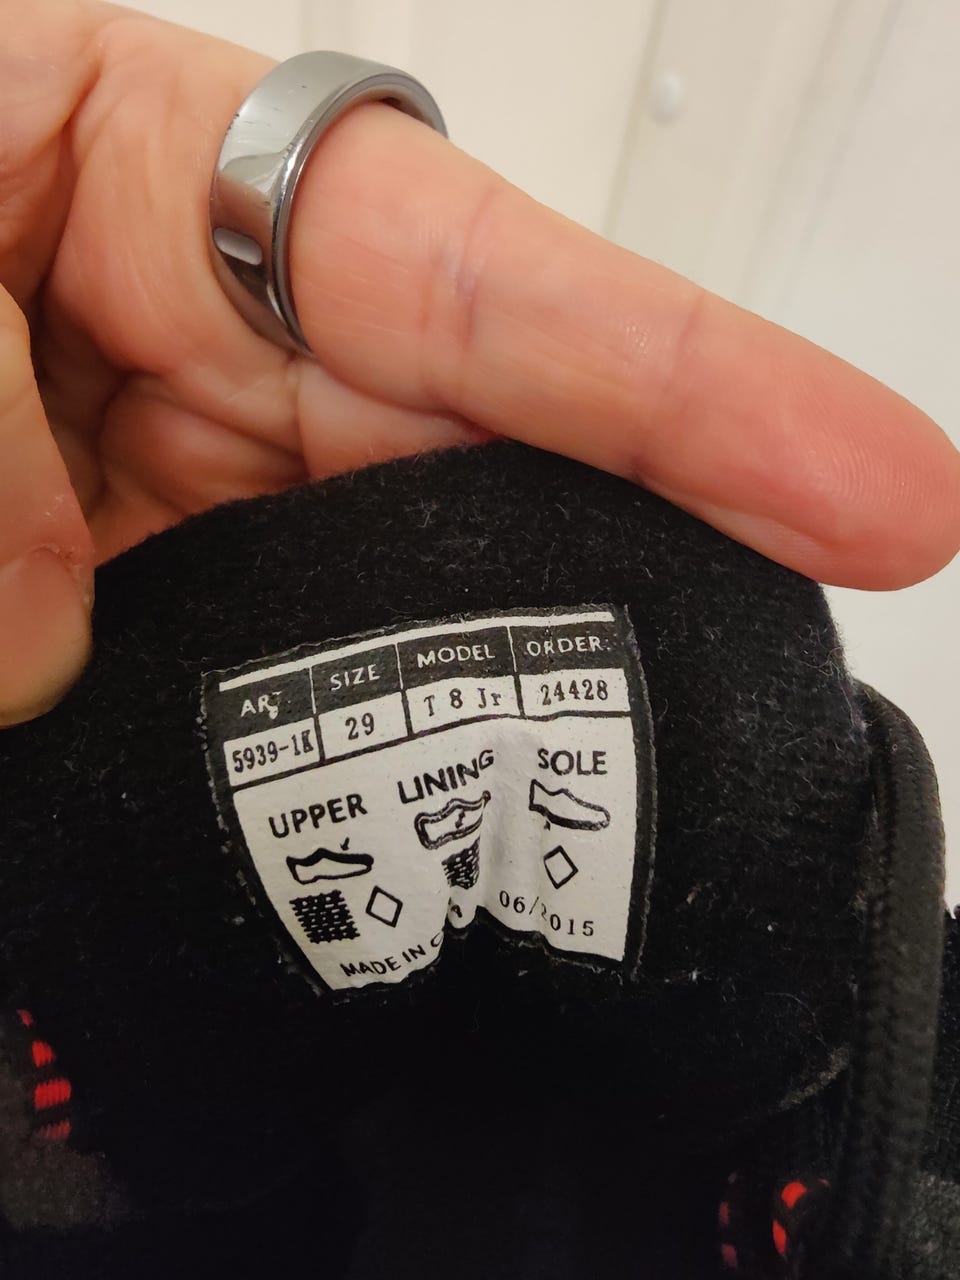 ART. SIZE MODEL ORDER:
5939-1K 29 T 8 Jr 24428
UPPER LINING SOLE
MADE IN 06/2015